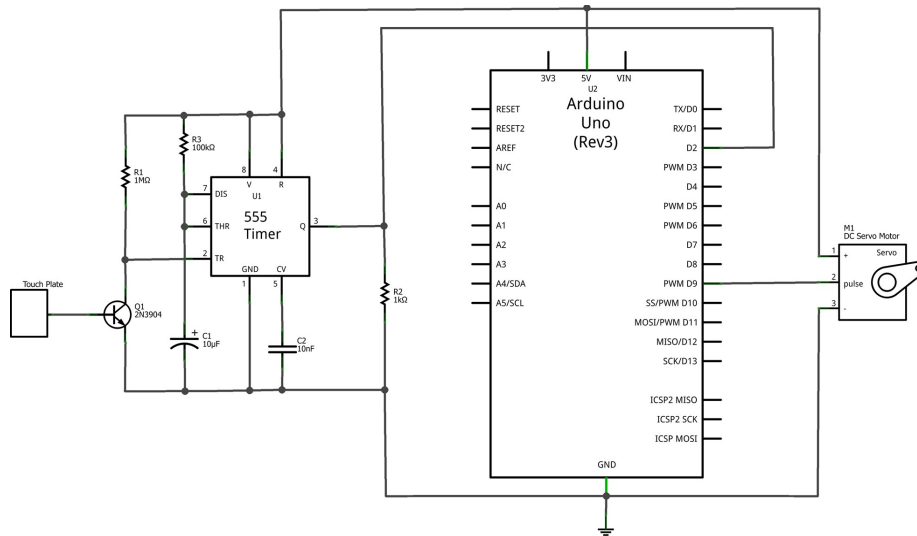 3V3
5V
VIN
U2
Arduino
Uno
(Rev3)
RESET
RESET2
AREF
N/C
A0
A1
A2
A3
A4/SDA
A5/SCL
TX/D0
RX/D1
D2
PWM D3
D4
PWM D5
PWM D6
D7
D8
PWM D9
SS/PWM D10
MOSI/PWM D11
MISO/D12
SCK/D13
ICSP2 MISO
ICSP2 SCK
ICSP MOSI
GND
R3
100kΩ
R1
1MΩ
8
4
V
R
U1
7
DIS
555
Timer
6
THR
3
Q
2
TR
GND
CV
1
5
R2
1kΩ
Touch Plate
Q1
2N3904
C1
10µF
+
C2
10nF
M1
DC Servo Motor
1
+
Servo
2
pulse
3
-